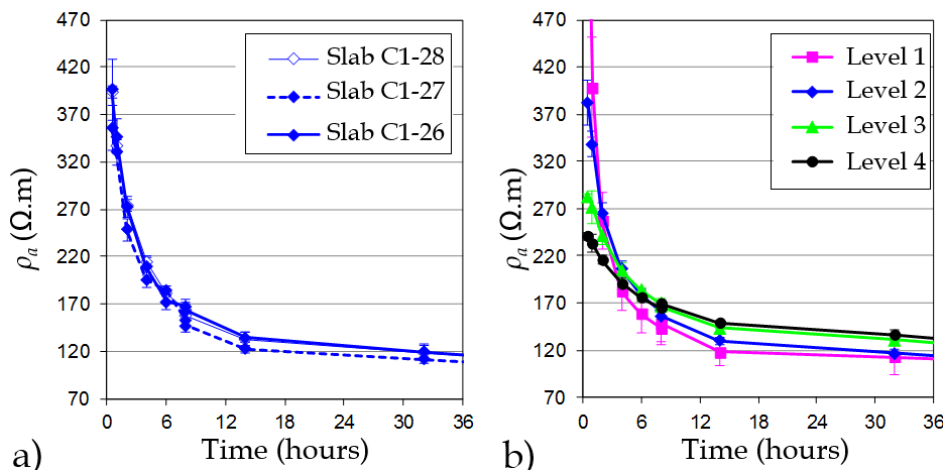 470
420
370
320
270
220
170
120
70
ρa (Ω.m)
Slab C1-28
Slab C1-27
Slab C1-26
0 6 12 18 24 30 36
Time (hours)
a)
470
420
370
320
270
220
170
120
70
ρa (Ω.m)
Level 1
Level 2
Level 3
Level 4
0 6 12 18 24 30 36
Time (hours)
b)